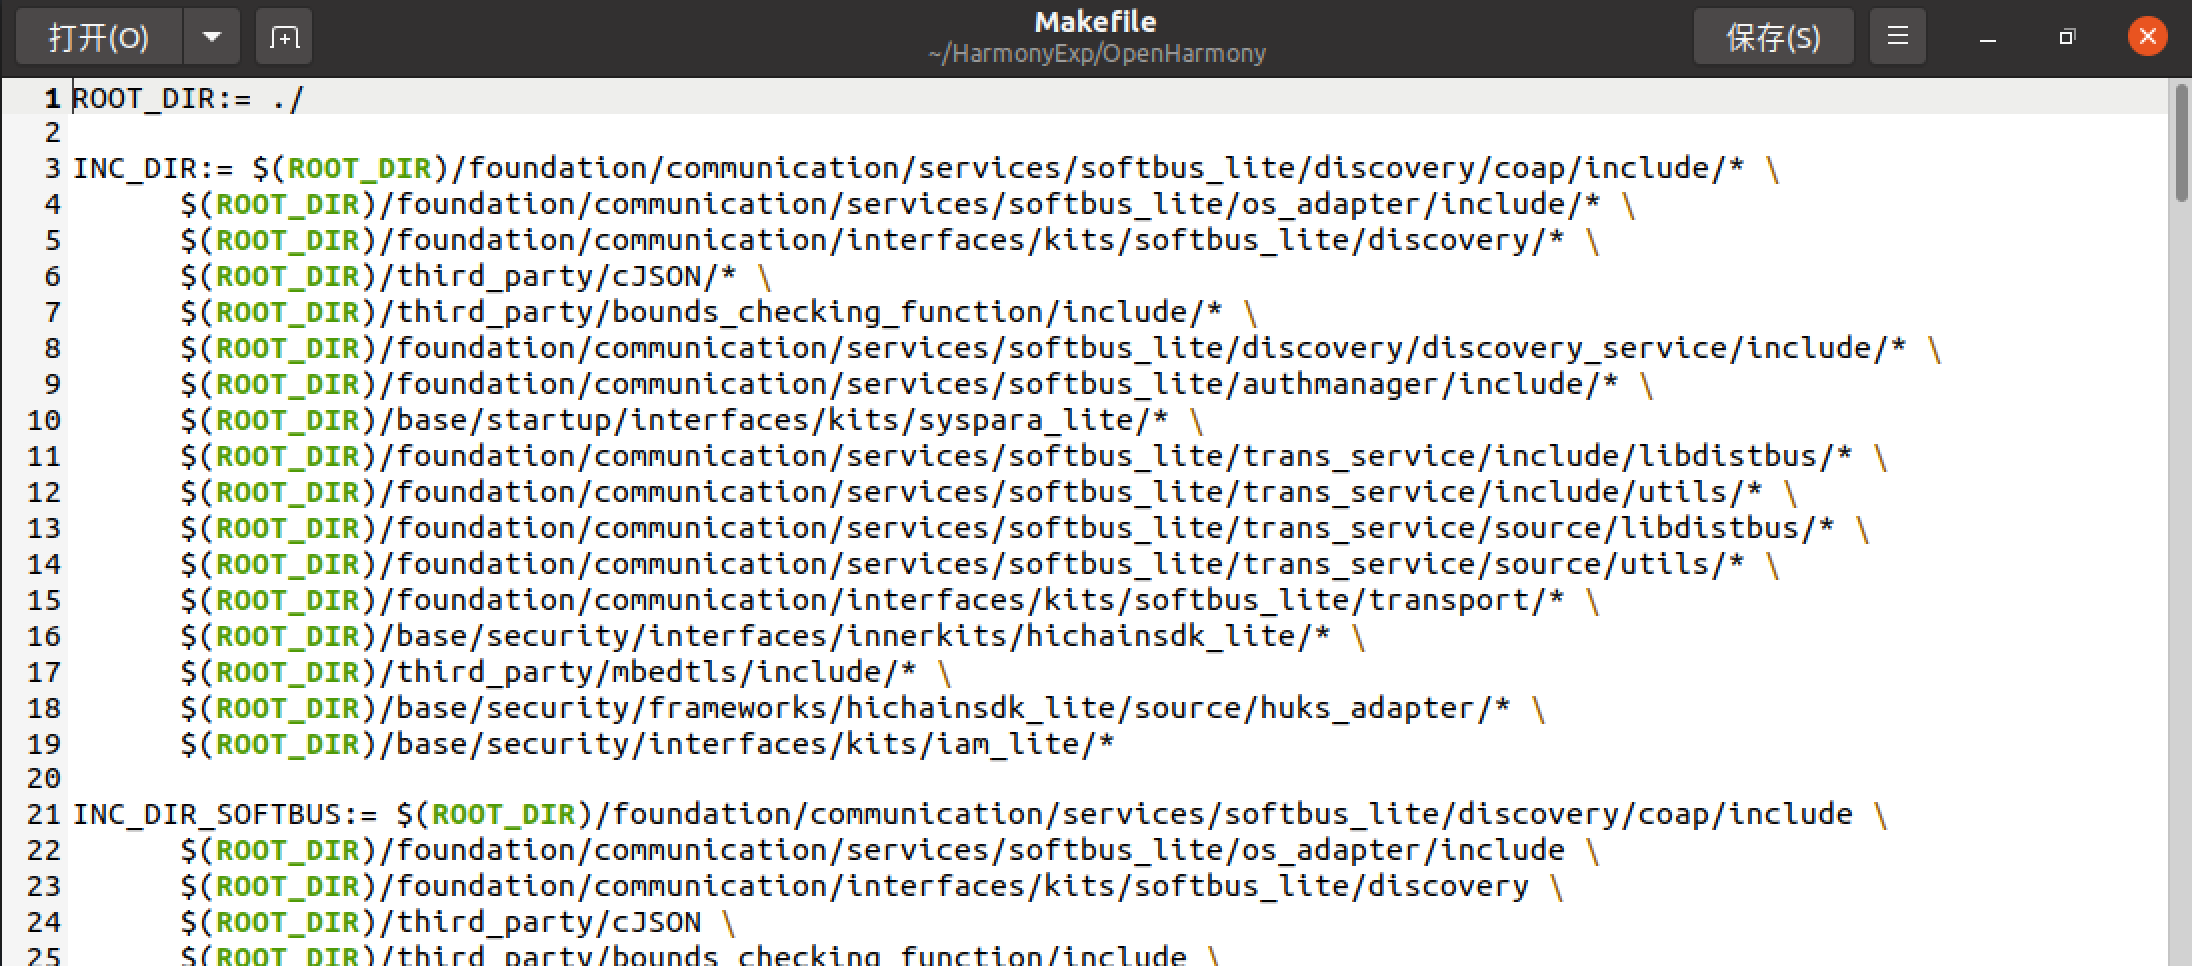 打开(O)
Makefile
~/HarmonyExp/OpenHarmony
保存(S)
1 ROOT_DIR:= ./
2
3 INC_DIR:= $(ROOT_DIR)/foundation/communication/services/softbus_lite/discovery/coap/include/* \
4 $(ROOT_DIR)/foundation/communication/services/softbus_lite/os_adapter/include/* \
5 $(ROOT_DIR)/foundation/communication/interfaces/kits/softbus_lite/discovery/* \
6 $(ROOT_DIR)/third_party/cJSON/* \
7 $(ROOT_DIR)/third_party/bounds_checking_function/include/* \
8 $(ROOT_DIR)/foundation/communication/services/softbus_lite/discovery/discovery_service/include/* \
9 $(ROOT_DIR)/foundation/communication/services/softbus_lite/authmanager/include/* \
10 $(ROOT_DIR)/base/startup/interfaces/kits/syspara_lite/* \
11 $(ROOT_DIR)/foundation/communication/services/softbus_lite/trans_service/include/libdistbus/* \
12 $(ROOT_DIR)/foundation/communication/services/softbus_lite/trans_service/include/utils/* \
13 $(ROOT_DIR)/foundation/communication/services/softbus_lite/trans_service/source/libdistbus/* \
14 $(ROOT_DIR)/foundation/communication/services/softbus_lite/trans_service/source/utils/* \
15 $(ROOT_DIR)/foundation/communication/interfaces/kits/softbus_lite/transport/* \
16 $(ROOT_DIR)/base/security/interfaces/innerkits/hichainsdk_lite/* \
17 $(ROOT_DIR)/third_party/mbedtls/include/* \
18 $(ROOT_DIR)/base/security/frameworks/hichainsdk_lite/source/huks_adapter/* \
19 $(ROOT_DIR)/base/security/interfaces/kits/iam_lite/*
20
21 INC_DIR_SOFTBUS:= $(ROOT_DIR)/foundation/communication/services/softbus_lite/discovery/coap/include \
22 $(ROOT_DIR)/foundation/communication/services/softbus_lite/os_adapter/include \
23 $(ROOT_DIR)/foundation/communication/interfaces/kits/softbus_lite/discovery \
24 $(ROOT_DIR)/third_party/cJSON \
25 $(ROOT_DIR)/third_party/bounds_checking_function/include \